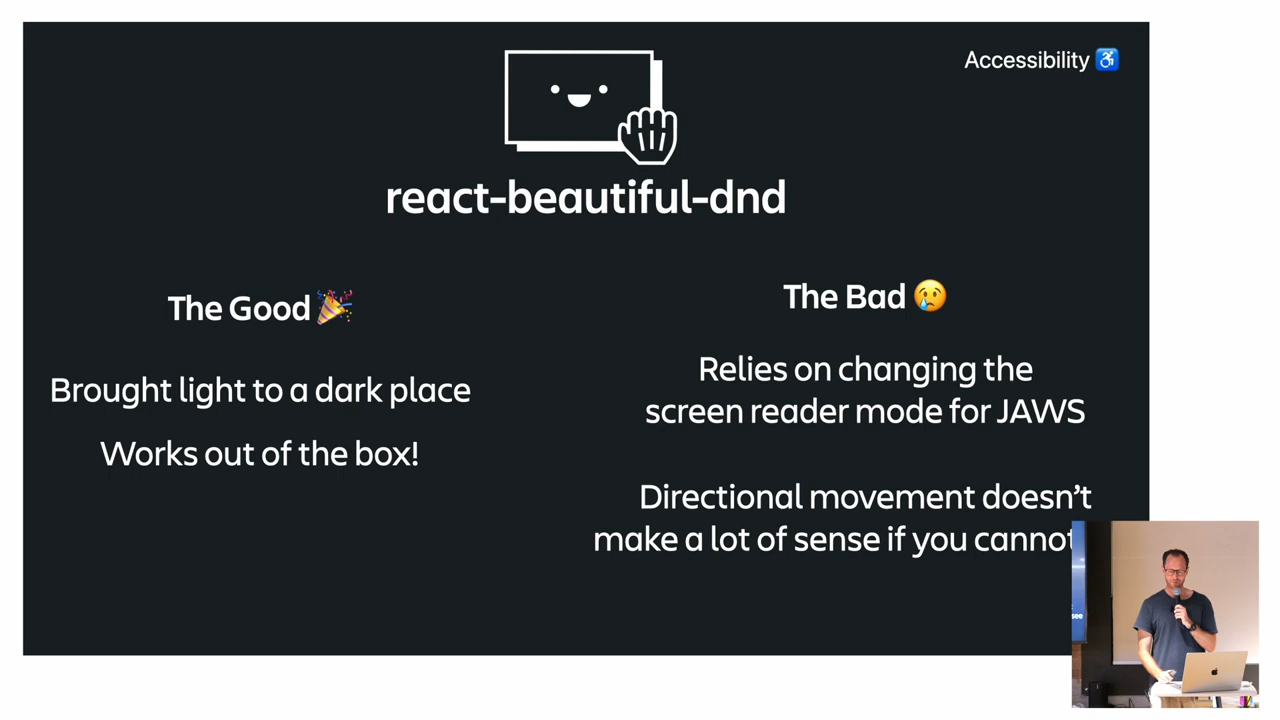 Accessibility ♿
react-beautiful-dnd
The Good 🎉
Brought light to a dark place
Works out of the box!
The Bad 😢
Relies on changing the
screen reader mode for JAWS
Directional movement doesn’t
make a lot of sense if you cannot
see